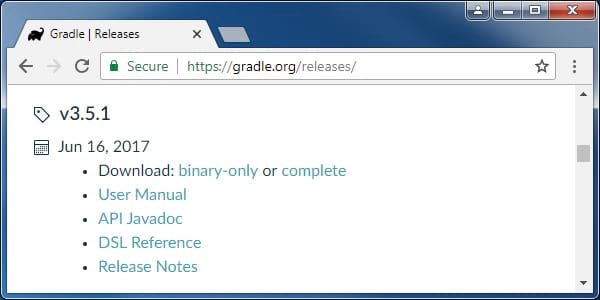 Gradle | Releases
Secure https://gradle.org/releases/
v3.5.1
Jun 16, 2017
Download: binary-only or complete
User Manual
API Javadoc
DSL Reference
Release Notes